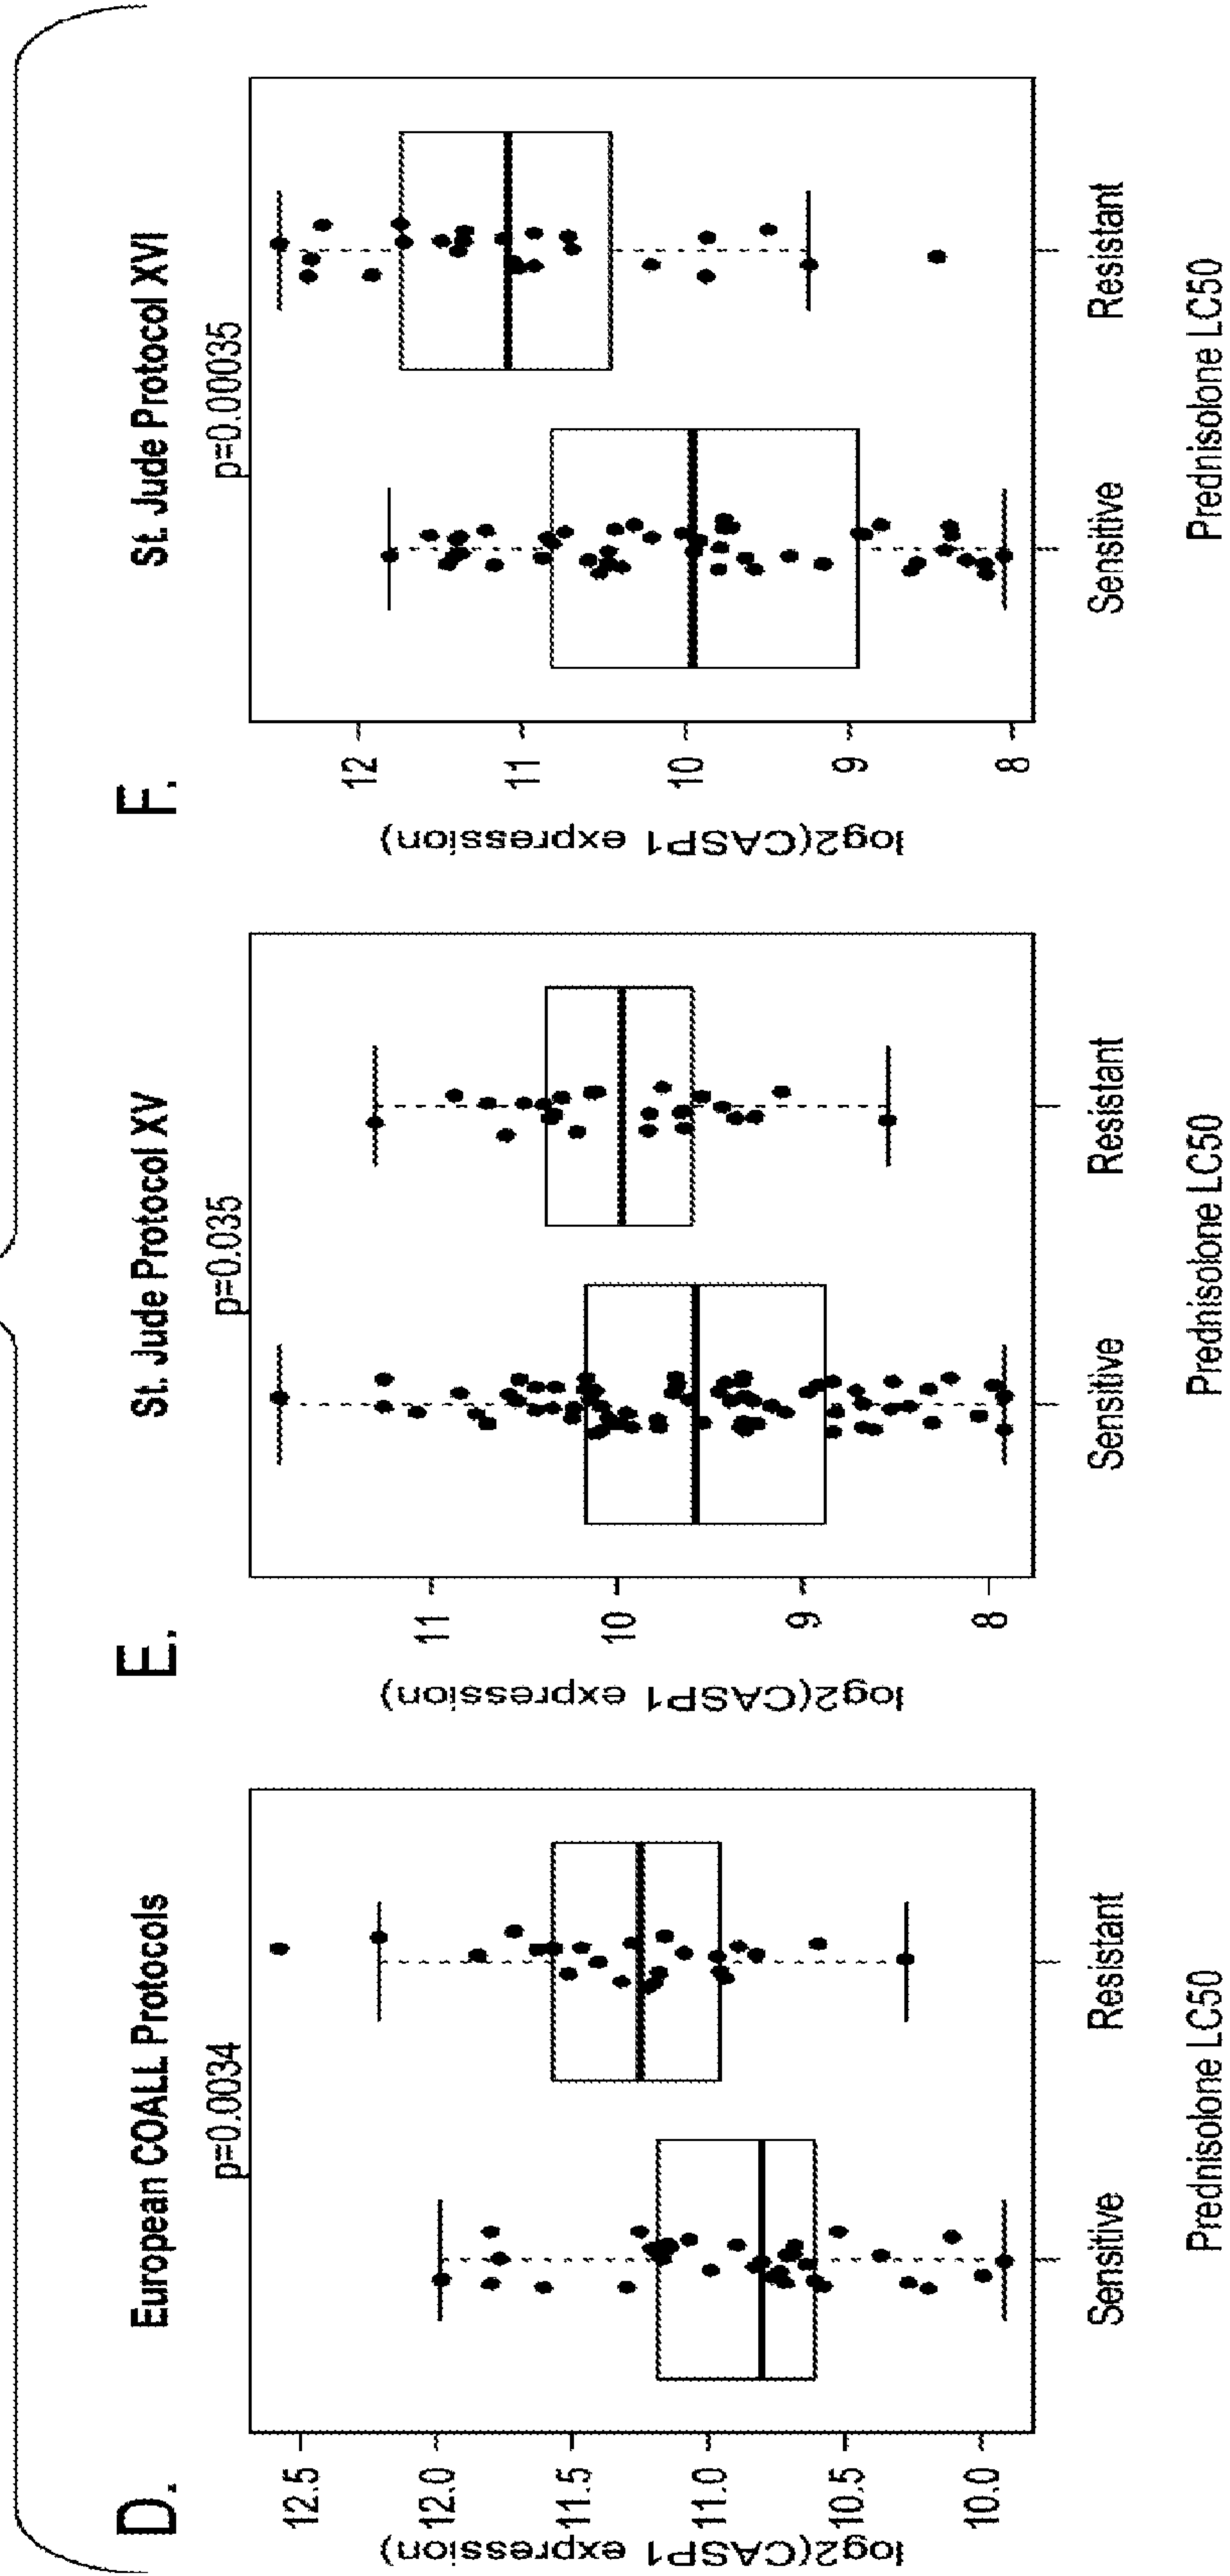 D.
European COALL Protocols
p=0.0034
log2(CASP1 expression)
12.5
12.0
11.5
11.0
10.5
10.0
Sensitive
Resistant
Prednisolone LC50
E.
St. Jude Protocol XV
p=0.035
log2(CASP1 expression)
11
10
9
8
Sensitive
Resistant
Prednisolone LC50
F.
St. Jude Protocol XVI
p=0.00035
log2(CASP1 expression)
12
11
10
9
8
Sensitive
Resistant
Prednisolone LC50